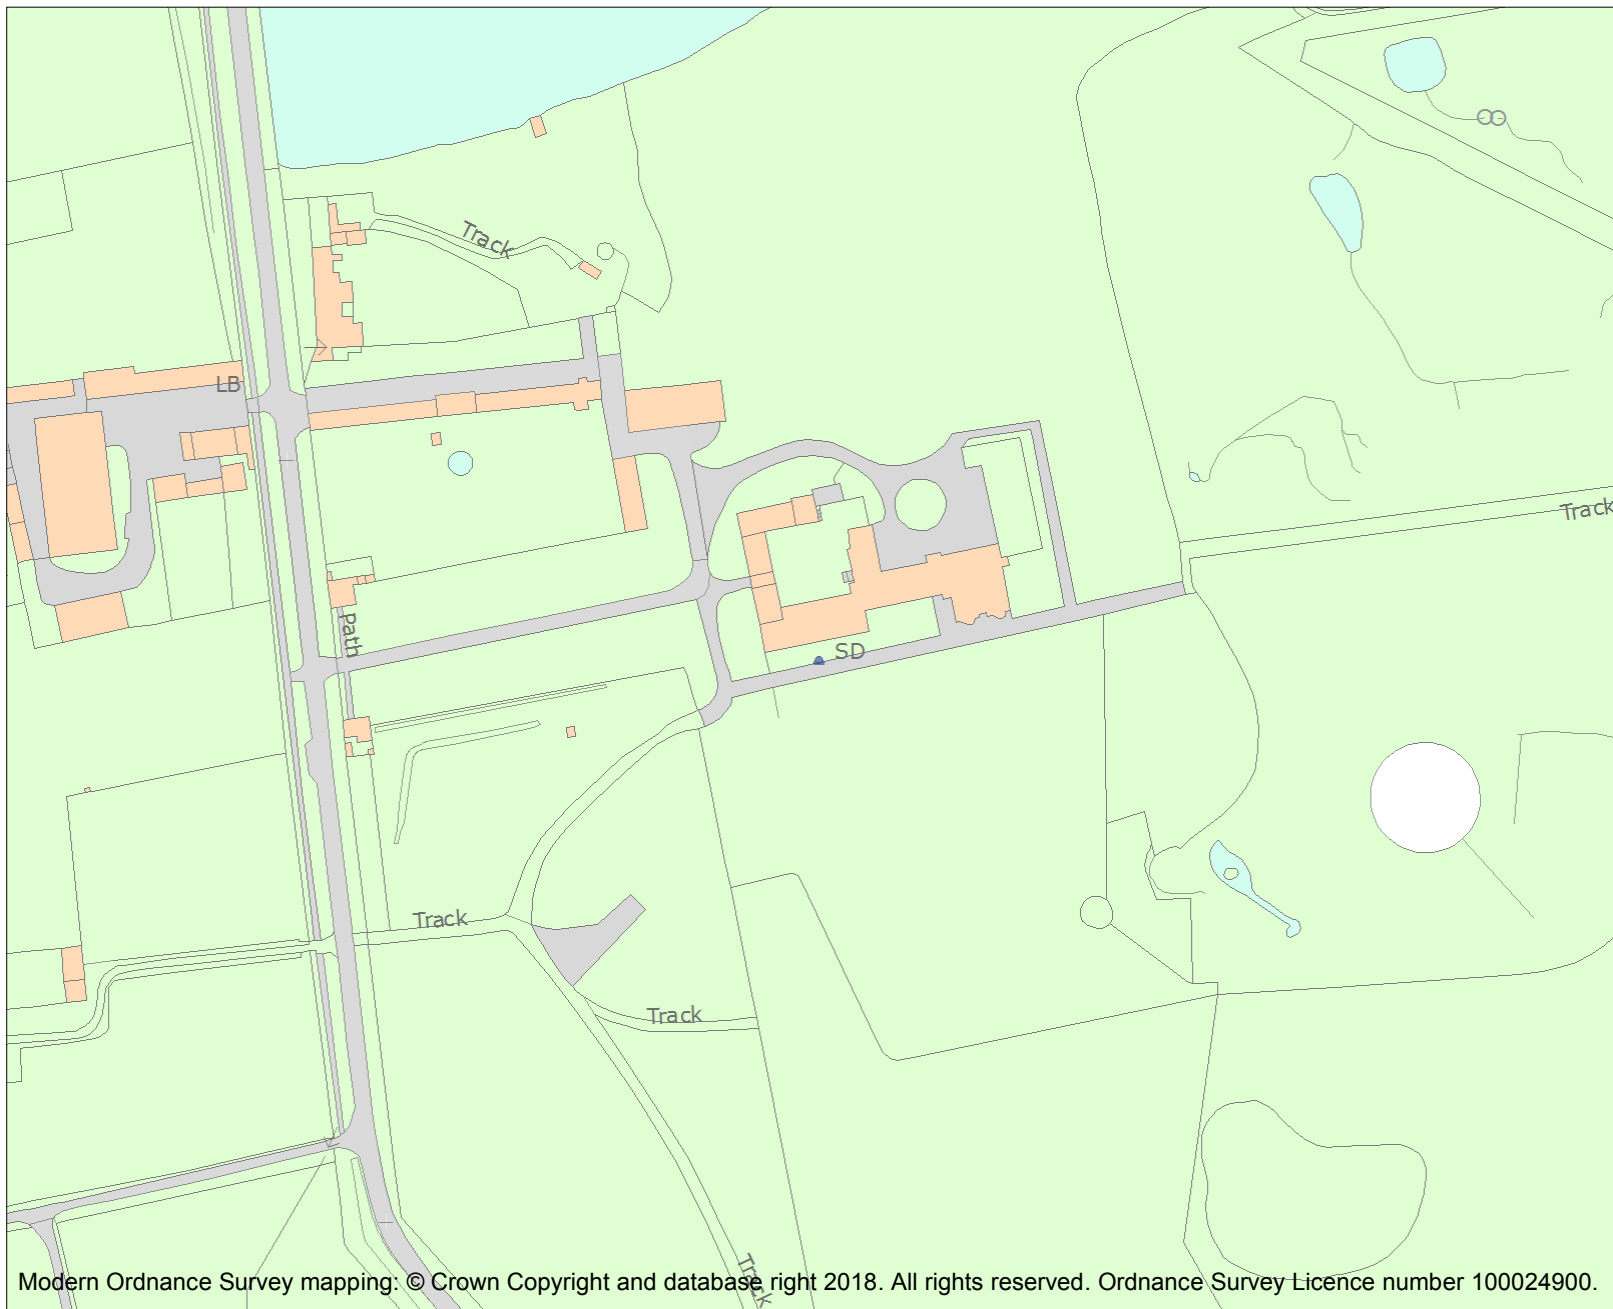 Track
LB
Track
Path
SD
Track
Track
Track
Modern Ordnance Survey mapping: © Crown Copyright and database right 2018. All rights reserved. Ordnance Survey Licence number 100024900.